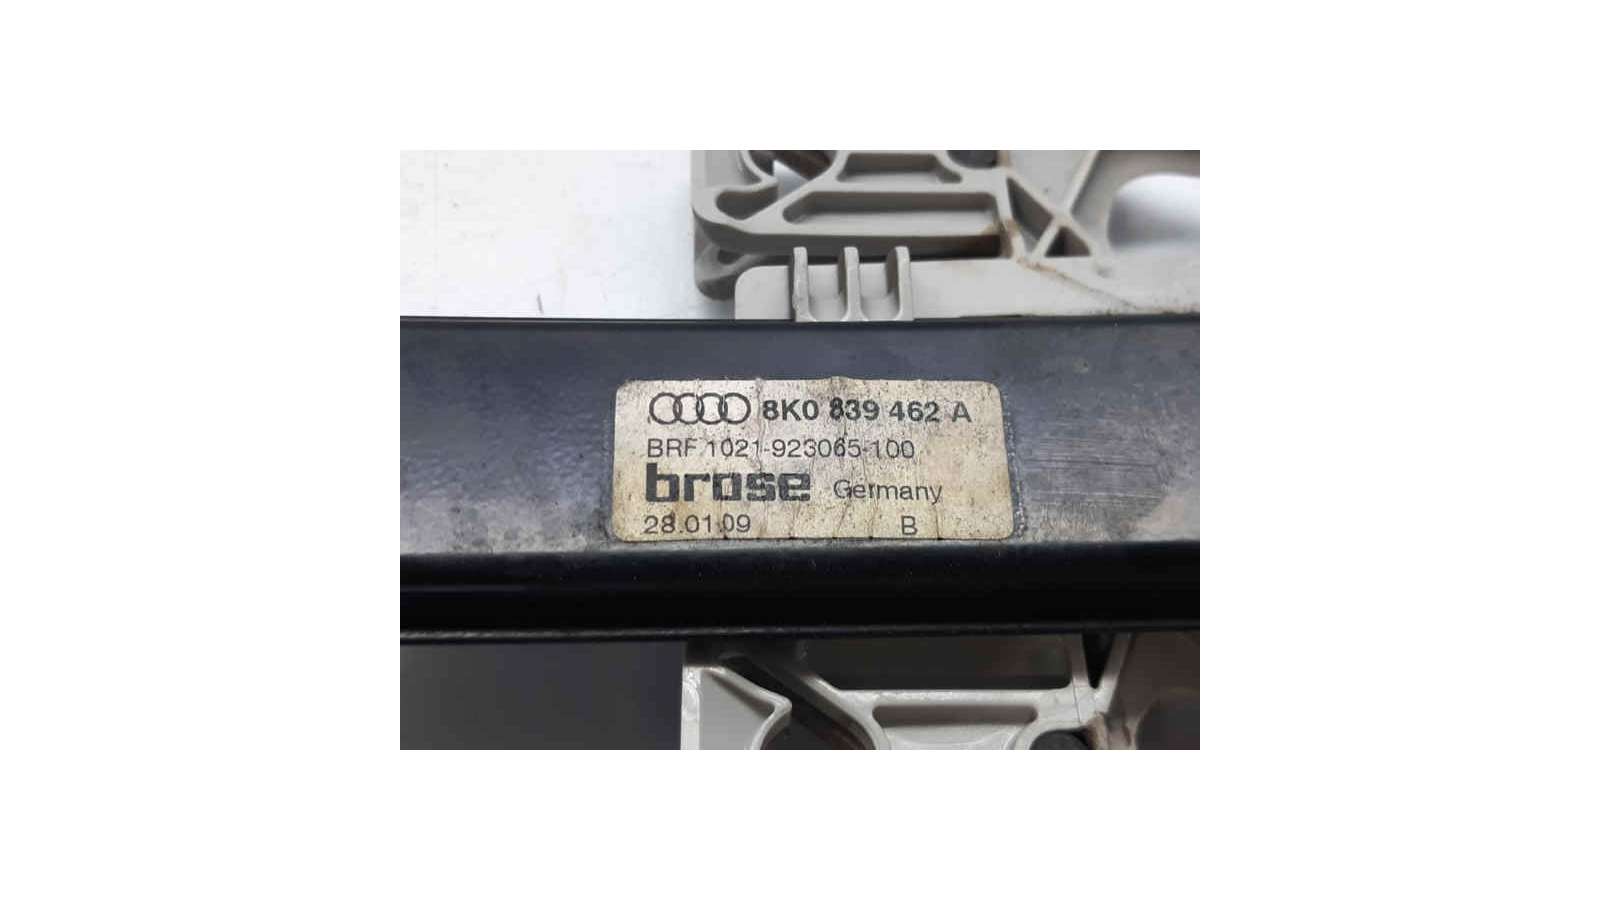 8K0 839 462 A
BRF 1021-923065-100
brose Germany
28.01.09 B